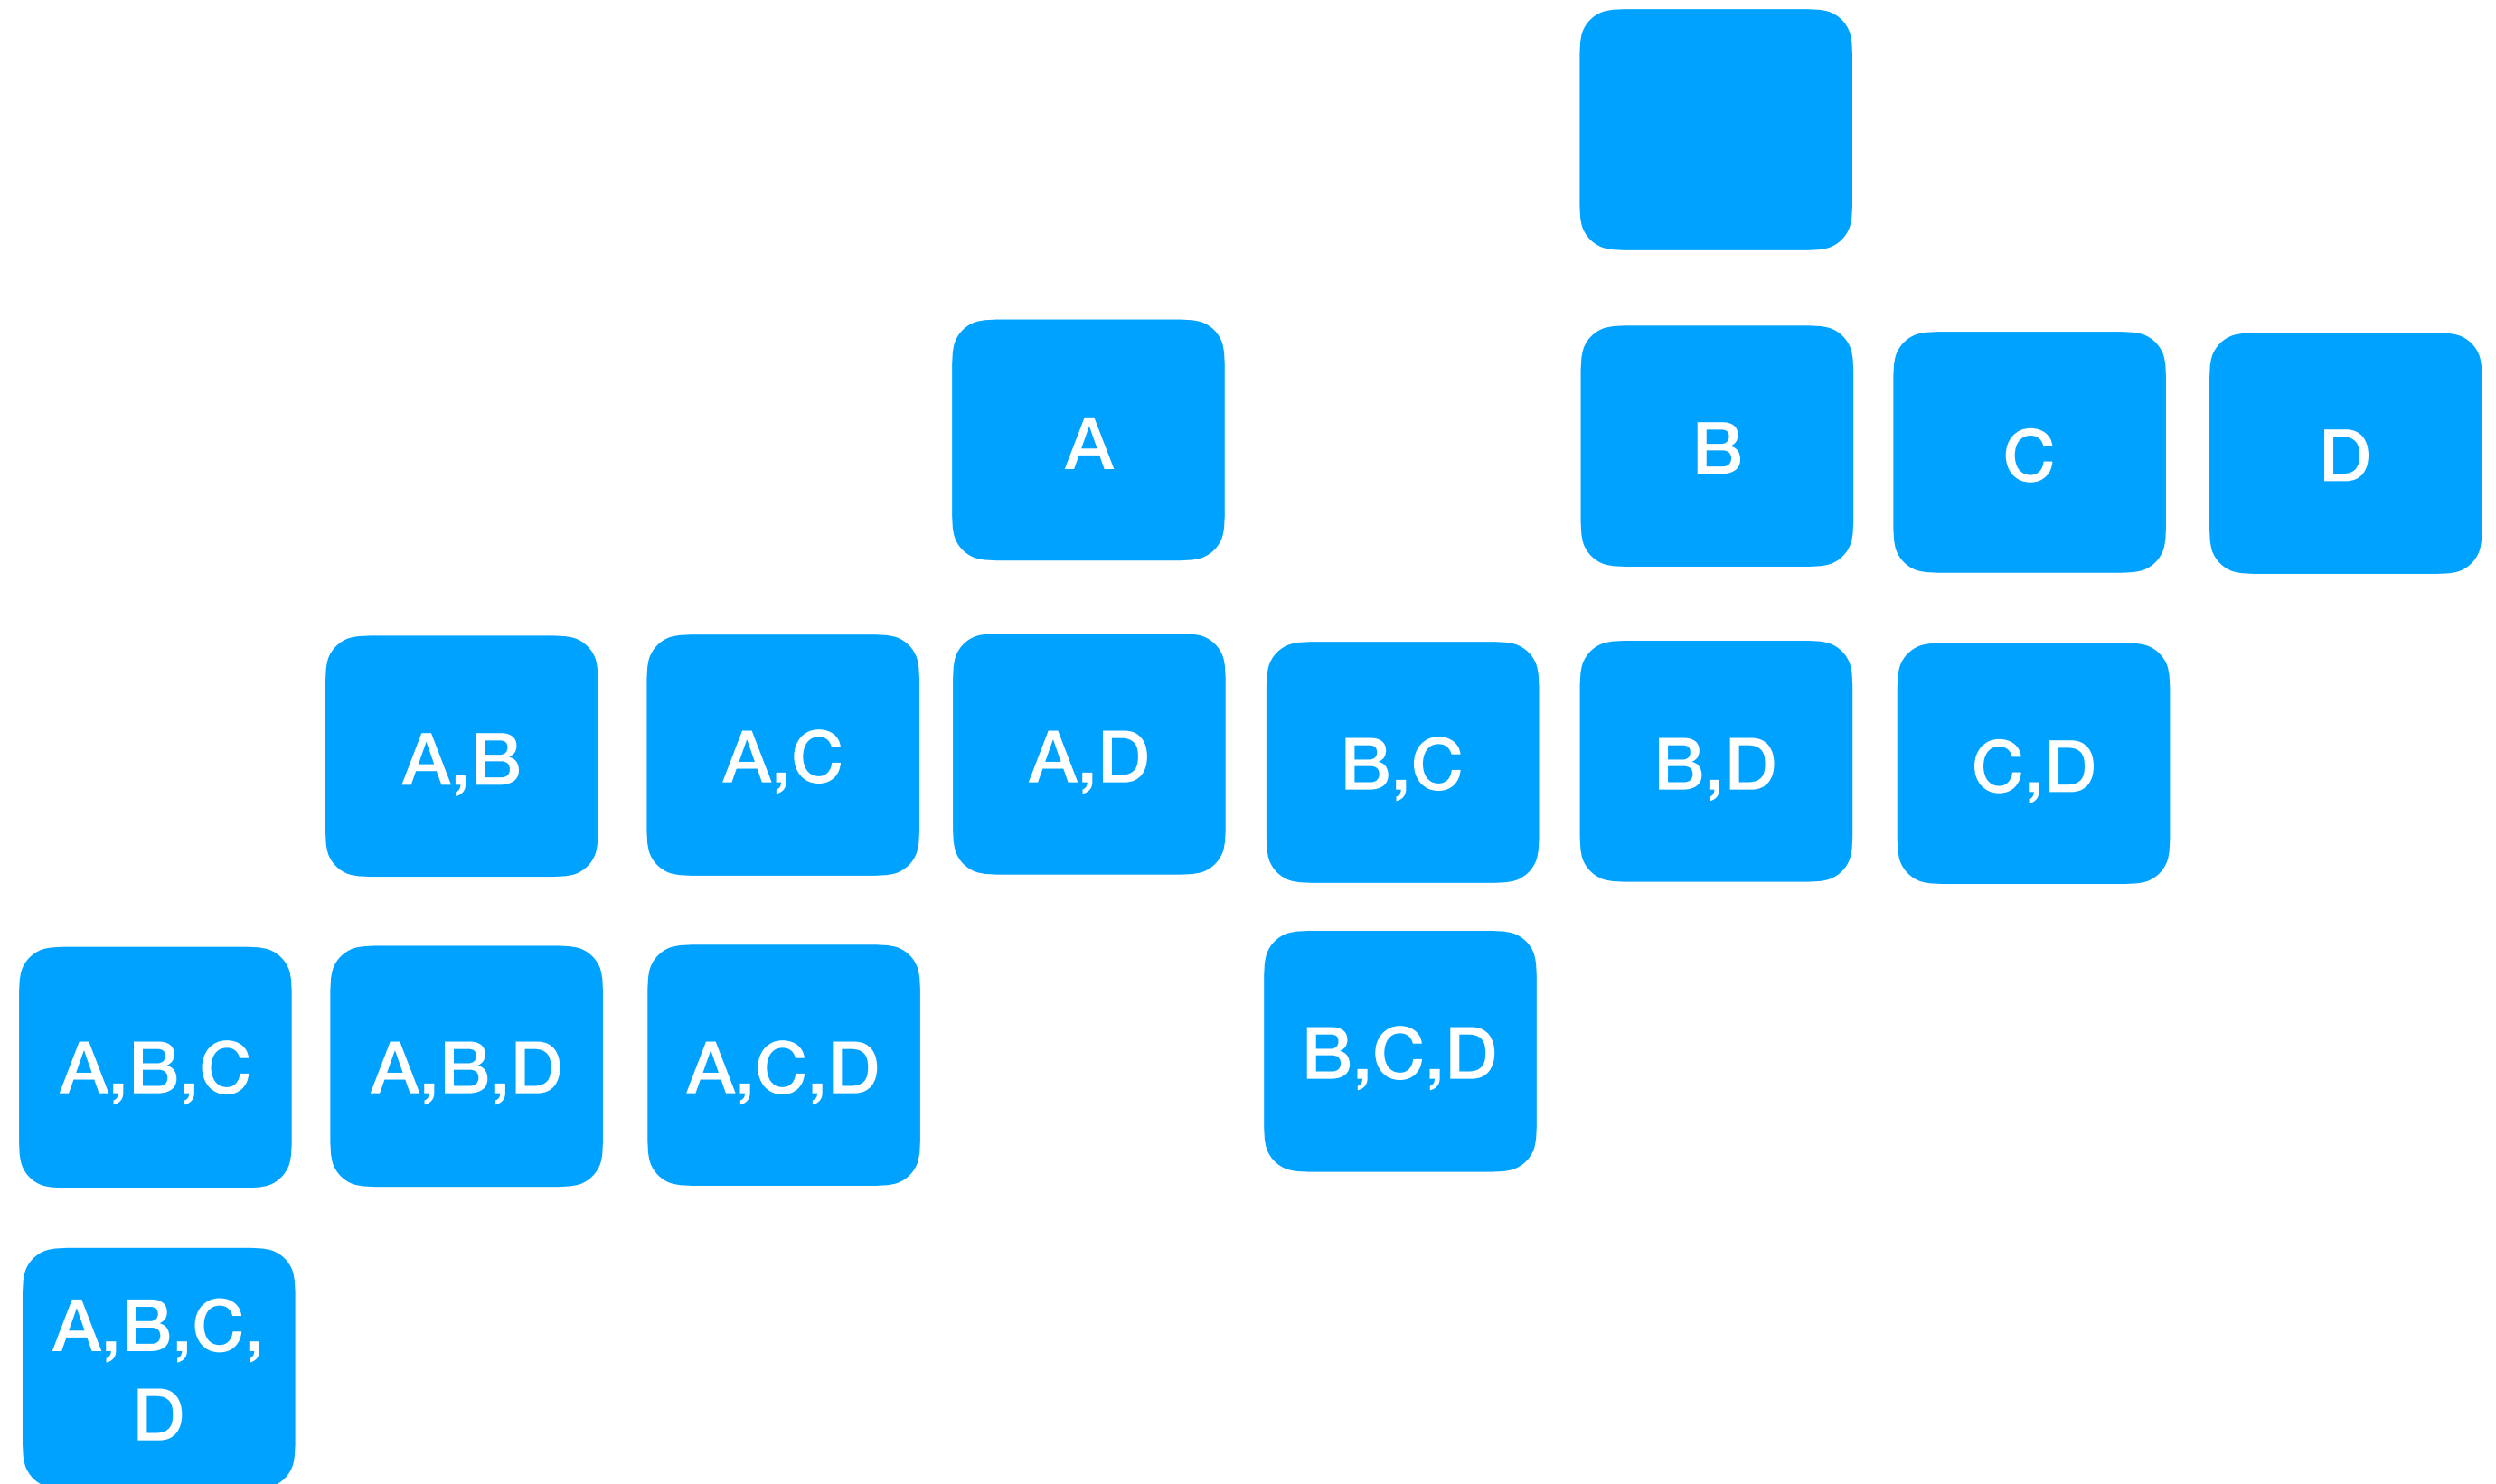 A
B
C
D
A,B
A,C
A,D
B,C
B,D
C,D
A,B,C
A,B,D
A,C,D
B,C,D
A,B,C,
D